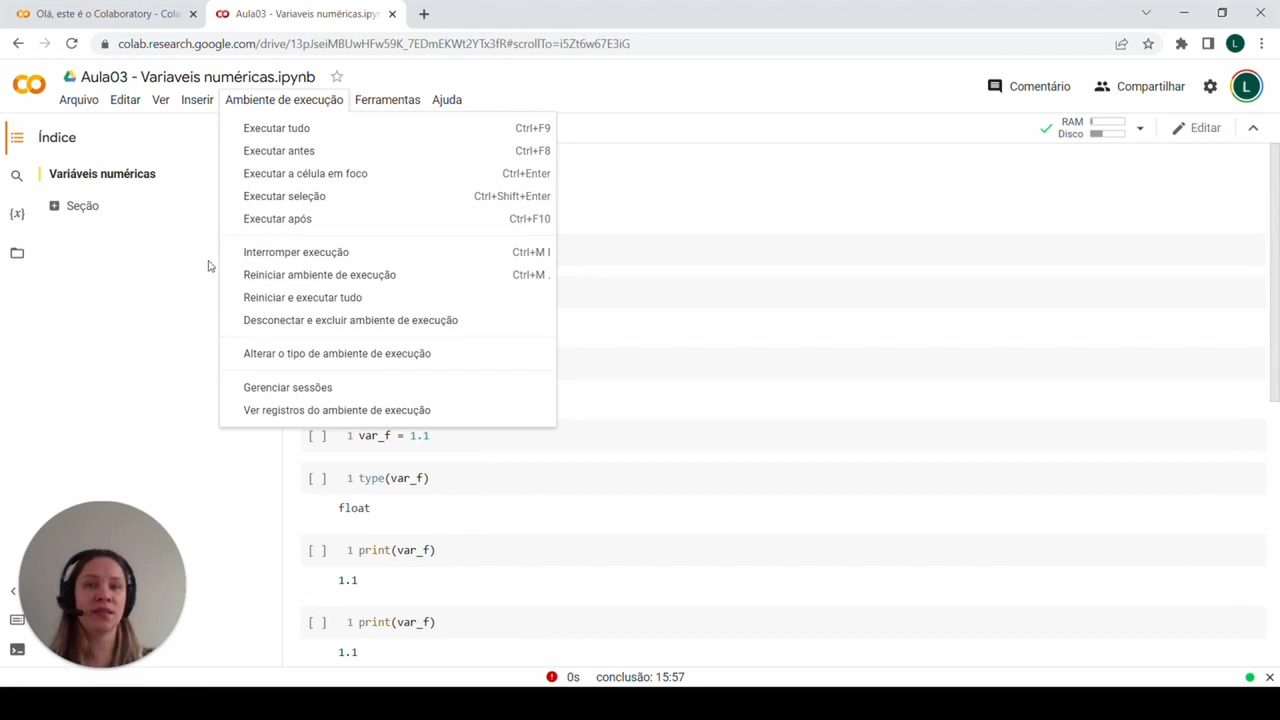 Olá, este é o Colaboratory - Cola
Aula03 - Variaveis numéricas.ipyn
colab.research.google.com/drive/13pJseiMBUwHFw59K_7EDmEKWt2YTx3fR#scrollTo=i5Zt6w67E3iG
L
Aula03 - Variaveis numéricas.ipynb
Arquivo Editar Ver Inserir Ambiente de execução Ferramentas Ajuda
Comentário Compartilhar L
Índice
RAM
Disco
Editar
Variáveis numéricas
Seção
{x}
Executar tudo Ctrl+F9
Executar antes Ctrl+F8
Executar a célula em foco Ctrl+Enter
Executar seleção Ctrl+Shift+Enter
Executar após Ctrl+F10
Interromper execução Ctrl+M I
Reiniciar ambiente de execução Ctrl+M .
Reiniciar e executar tudo
Desconectar e excluir ambiente de execução
Alterar o tipo de ambiente de execução
Gerenciar sessões
Ver registros do ambiente de execução
[ ] 1 var_f = 1.1
[ ] 1 type(var_f)
float
[ ] 1 print(var_f)
1.1
[ ] 1 print(var_f)
1.1
0s conclusão: 15:57